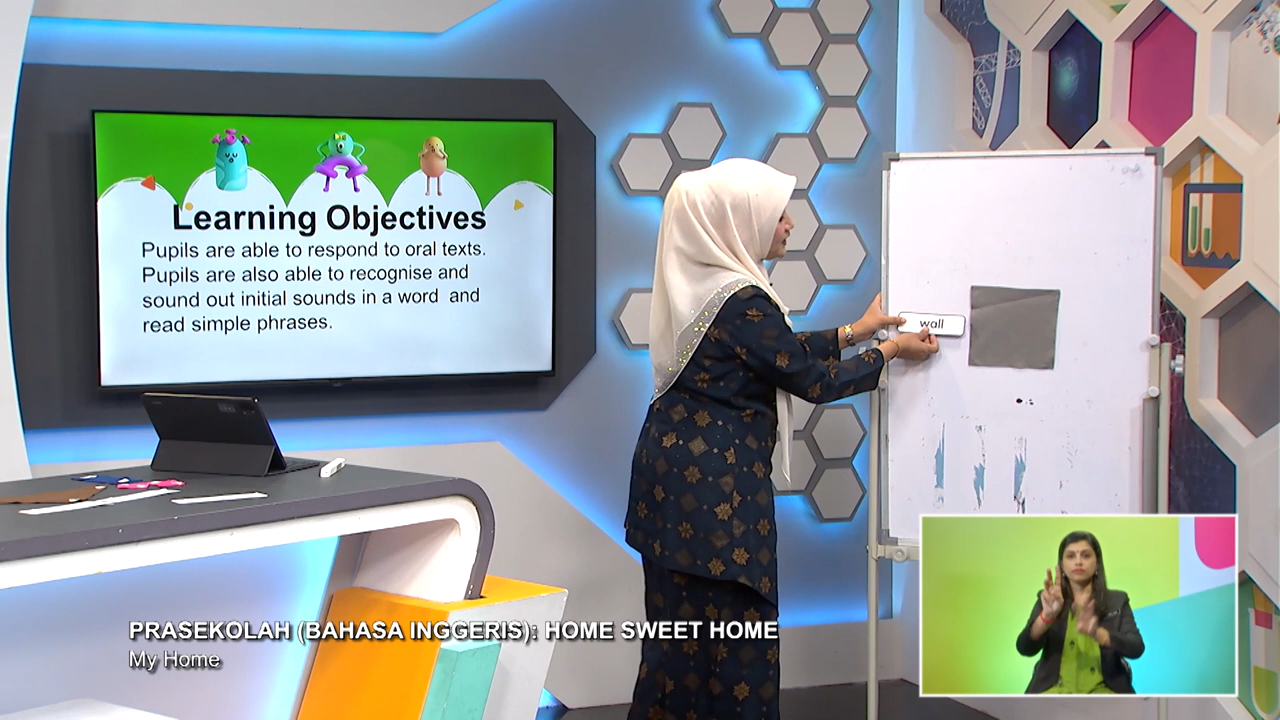 Learning Objectives
Pupils are able to respond to oral texts.
Pupils are also able to recognise and
sound out initial sounds in a word and
read simple phrases.
wall
PRASEKOLAH (BAHASA INGGERIS): HOME SWEET HOME
My Home